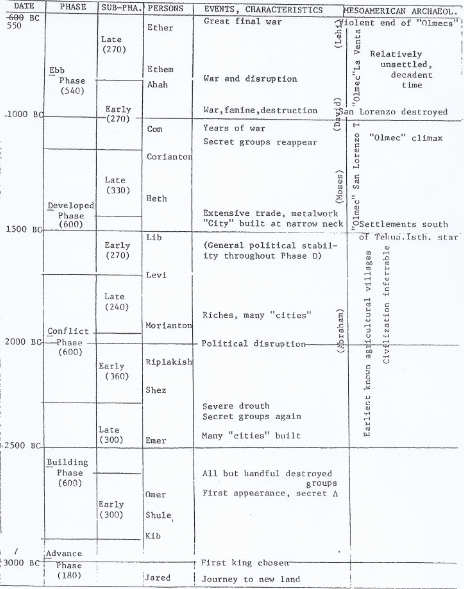 DATE PHASE SUB-PHA. PERSONS EVENTS, CHARACTERISTICS MESOAMERICAN ARCHAEOL.
600 BC
550 Ether Great final war (Lehi) Violent end of "Olmecs"
Late
(270)
"Olmec" La Venta
Relatively
unsettled,
decadent
time
Ebb
Phase
(540)
Ethem
War and disruption
Ahah
Early
(270)
War,famine,destruction San Lorenzo destroyed
1000 BC
(David)
Com Years of war
Secret groups reappear
"Olmec" climax
"Olmec" San Lorenzo T
Corianton
Late
(330)
(Moses)
Heth
Developed
Phase
(600)
Extensive trade, metalwork
"City" built at narrow neck
Settlements south
of Tehua.Isth. star
1500 BC
Lib
Early
(270)
(General political stabil-
ity throughout Phase D)
Levi
Late
(240)
Earliest known agricultural villages
Civilization inferrable
Riches, many "cities"
Morianton
(Abraham)
Conflict
Phase
(600)
2000 BC
Political disruption
Early
(360)
Riplakish
Shez
Severe drouth
Secret groups again
Late
(300)
Emer Many "cities" built
2500 BC
Building
Phase
(600)
All but handful destroyed
groups
First appearance, secret Λ
Omer
Early
(300)
Shule
Kib
Advance
Phase
(180)
3000 BC
First king chosen
Jared Journey to new land